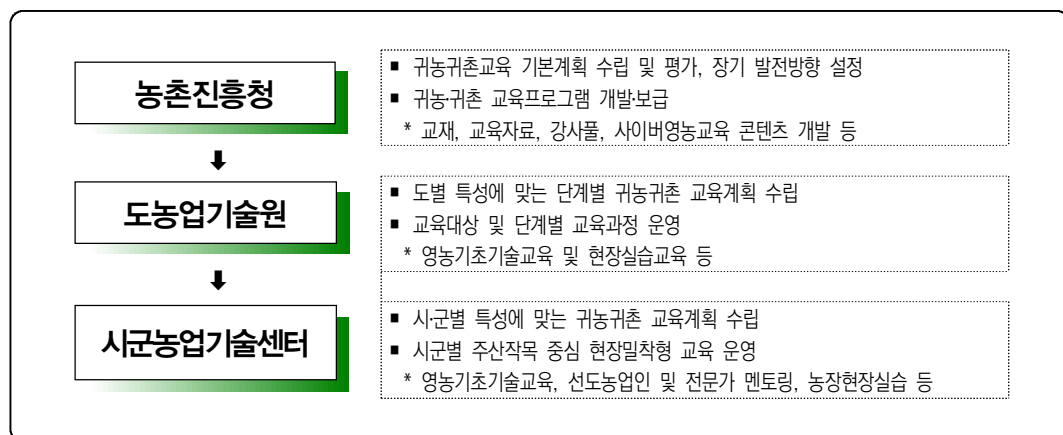 농촌진흥청
▪ 귀농귀촌교육 기본계획 수립 및 평가, 장기 발전방향 설정
▪ 귀농·귀촌 교육프로그램 개발·보급
* 교재, 교육자료, 강사풀, 사이버영농교육 콘텐츠 개발 등
도농업기술원
▪ 도별 특성에 맞는 단계별 귀농귀촌 교육계획 수립
▪ 교육대상 및 단계별 교육과정 운영
* 영농기초기술교육 및 현장실습교육 등
시군농업기술센터
▪ 시·군별 특성에 맞는 귀농귀촌 교육계획 수립
▪ 시군별 주산작목 중심 현장밀착형 교육 운영
* 영농기초기술교육, 선도농업인 및 전문가 멘토링, 농장현장실습 등